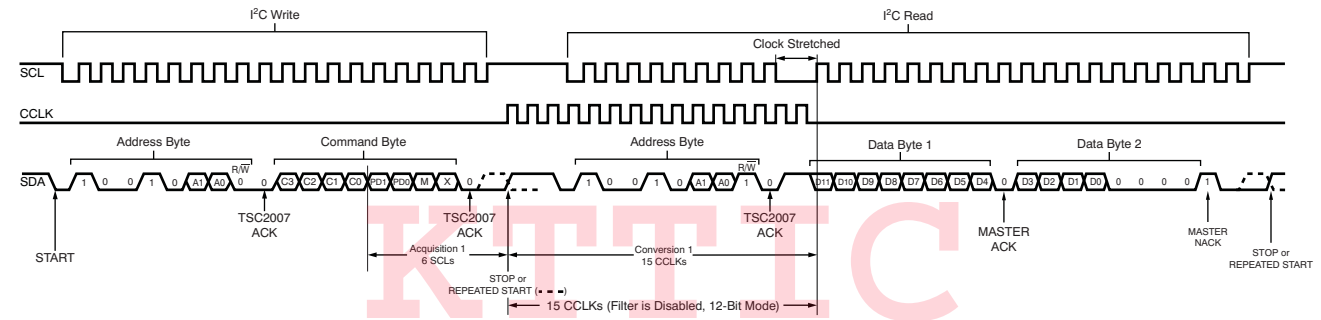 I²C Write
I²C Read
Clock Stretched
SCL
CCLK
Address Byte
Command Byte
Address Byte
Data Byte 1
Data Byte 2
R/W̅
R/W̅
SDA
1 0 0 1 0 A1 A0 0 0 C3 C2 C1 C0 PD1 PD0 M X 0 1 0 0 1 0 A1 A0 1 0 D11 D10 D9 D8 D7 D6 D5 D4 0 D3 D2 D1 D0 0 0 0 0 1
START
TSC2007
ACK
TSC2007
ACK
TSC2007
ACK
MASTER
ACK
MASTER
NACK
STOP or
REPEATED START
Acquisition 1
6 SCLs
Conversion 1
15 CCLKs
STOP or
REPEATED START (- - -)
15 CCLKs (Filter is Disabled, 12-Bit Mode)
KTTIC